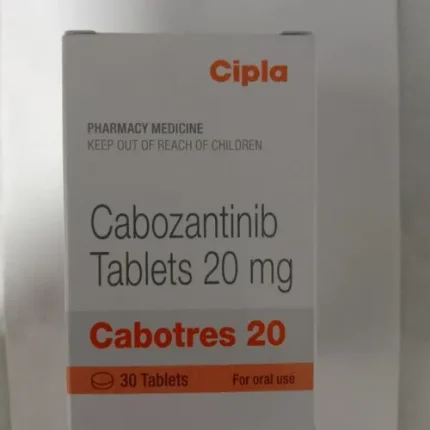 Cipla
PHARMACY MEDICINE
KEEP OUT OF REACH OF CHILDREN
Cabozantinib
Tablets 20 mg
Cabotres 20
30 Tablets For oral use